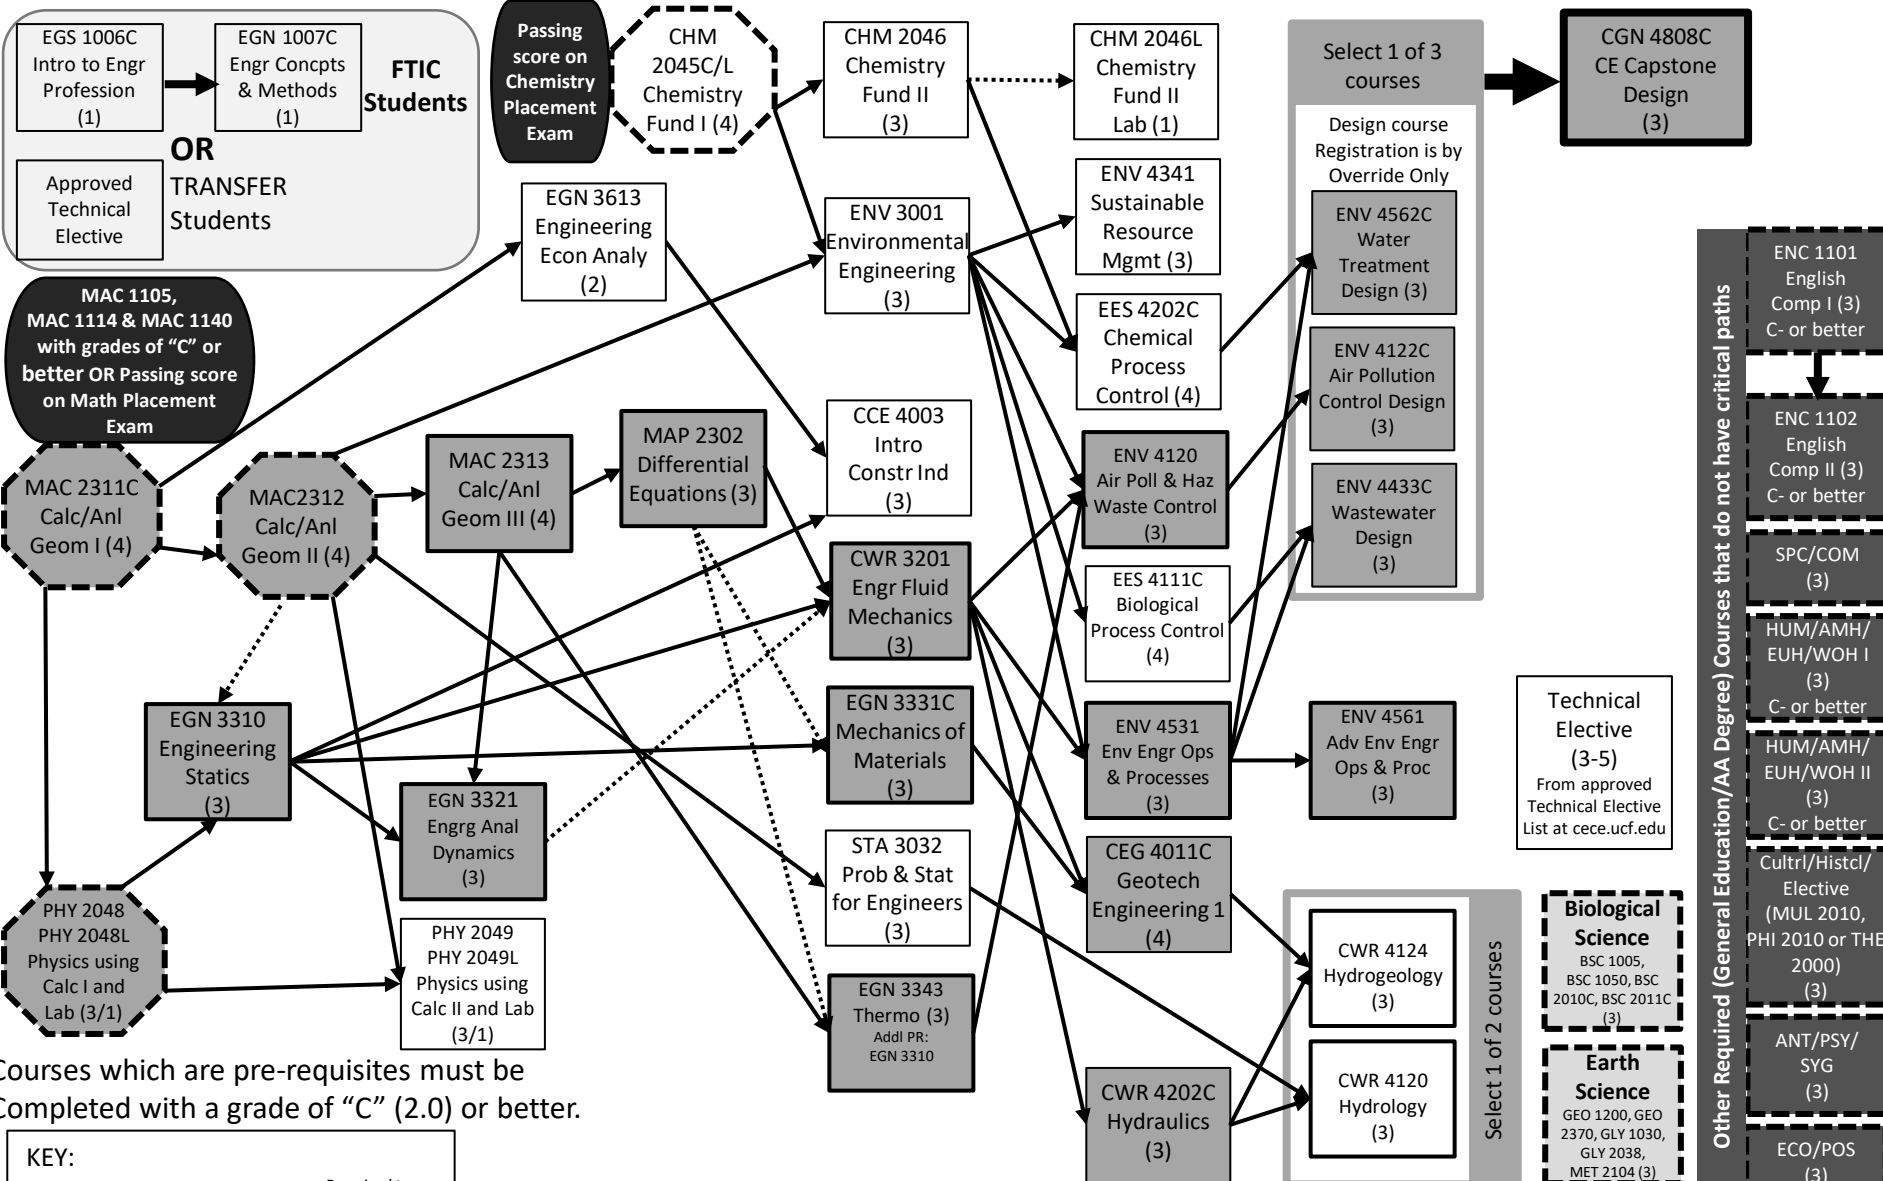 EGS 1006C
Intro to Engr
Profession
(1)
EGN 1007C
Engr Concpts
& Methods
(1)
FTIC
Students
OR
Approved
Technical
Elective
TRANSFER
Students
Passing
score on
Chemistry
Placement
Exam
CHM
2045C/L
Chemistry
Fund I (4)
CHM 2046
Chemistry
Fund II
(3)
CHM 2046L
Chemistry
Fund II
Lab (1)
Select 1 of 3
courses
Design course
Registration is by
Override Only
ENV 4562C
Water
Treatment
Design (3)
ENV 4122C
Air Pollution
Control Design
(3)
ENV 4433C
Wastewater
Design
(3)
CGN 4808C
CE Capstone
Design
(3)
EGN 3613
Engineering
Econ Analy
(2)
ENV 3001
Environmental
Engineering
(3)
ENV 4341
Sustainable
Resource
Mgmt (3)
EES 4202C
Chemical
Process
Control (4)
MAC 1105,
MAC 1114 & MAC 1140
with grades of “C” or
better OR Passing score
on Math Placement
Exam
MAC 2311C
Calc/Anl
Geom I (4)
MAC2312
Calc/Anl
Geom II (4)
MAC 2313
Calc/Anl
Geom III (4)
MAP 2302
Differential
Equations (3)
CCE 4003
Intro
Constr Ind
(3)
ENV 4120
Air Poll & Haz
Waste Control
(3)
CWR 3201
Engr Fluid
Mechanics
(3)
EES 4111C
Biological
Process Control
(4)
EGN 3310
Engineering
Statics
(3)
EGN 3321
Engrg Anal
Dynamics
(3)
EGN 3331C
Mechanics of
Materials
(3)
ENV 4531
Env Engr Ops
& Processes
(3)
ENV 4561
Adv Env Engr
Ops & Proc
(3)
Technical
Elective
(3-5)
From approved
Technical Elective
List at cece.ucf.edu
PHY 2048
PHY 2048L
Physics using
Calc I and
Lab (3/1)
PHY 2049
PHY 2049L
Physics using
Calc II and Lab
(3/1)
STA 3032
Prob & Stat
for Engineers
(3)
CEG 4011C
Geotech
Engineering 1
(4)
EGN 3343
Thermo (3)
Addl PR:
EGN 3310
CWR 4202C
Hydraulics
(3)
CWR 4124
Hydrogeology
(3)
CWR 4120
Hydrology
(3)
Select 1 of 2 courses
Biological
Science
BSC 1005,
BSC 1050, BSC
2010C, BSC 2011C
(3)
Earth
Science
GEO 1200, GEO
2370, GLY 1030,
GLY 2038,
MET 2104 (3)
Other Required (General Education/AA Degree) Courses that do not have critical paths
ENC 1101
English
Comp I (3)
C- or better
ENC 1102
English
Comp II (3)
C- or better
SPC/COM
(3)
HUM/AMH/
EUH/WOH I
(3)
C- or better
HUM/AMH/
EUH/WOH II
(3)
C- or better
Cultrl/Histcl/
Elective
(MUL 2010,
PHI 2010 or THE
2000)
(3)
ANT/PSY/
SYG
(3)
ECO/POS
(3)
Courses which are pre-requisites must be
Completed with a grade of “C” (2.0) or better.
KEY: